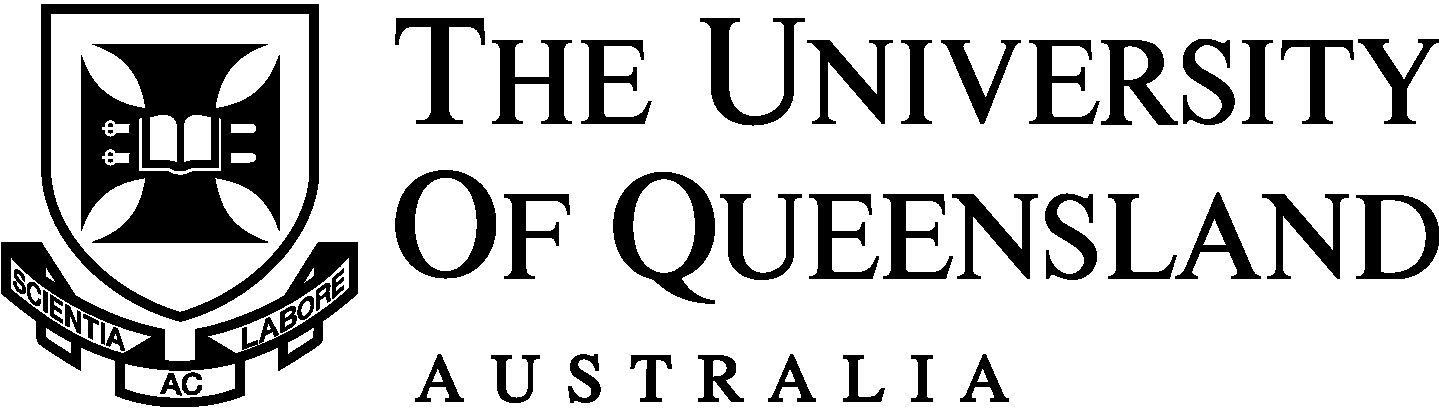 THE UNIVERSITY
OF QUEENSLAND
AUSTRALIA
SCIENTIA
AC
LABORE